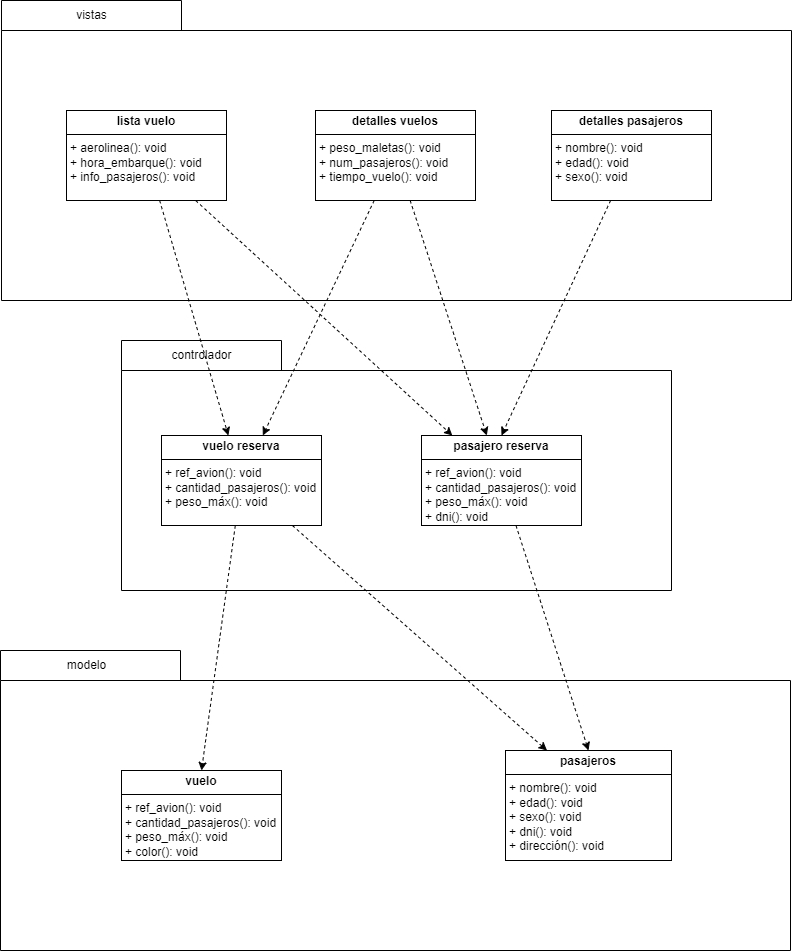 vistas
lista vuelo
+ aerolinea(): void
+ hora_embarque(): void
+ info_pasajeros(): void
detalles vuelos
+ peso_maletas(): void
+ num_pasajeros(): void
+ tiempo_vuelo(): void
detalles pasajeros
+ nombre(): void
+ edad(): void
+ sexo(): void
controlador
vuelo reserva
+ ref_avion(): void
+ cantidad_pasajeros(): void
+ peso_máx(): void
pasajero reserva
+ ref_avion(): void
+ cantidad_pasajeros(): void
+ peso_máx(): void
+ dni(): void
modelo
vuelo
+ ref_avion(): void
+ cantidad_pasajeros(): void
+ peso_máx(): void
+ color(): void
pasajeros
+ nombre(): void
+ edad(): void
+ sexo(): void
+ dni(): void
+ dirección(): void